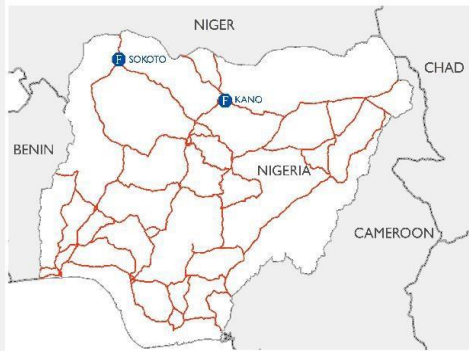 NIGER
F SOKOTO
CHAD
F KANO
BENIN
NIGERIA
CAMEROON